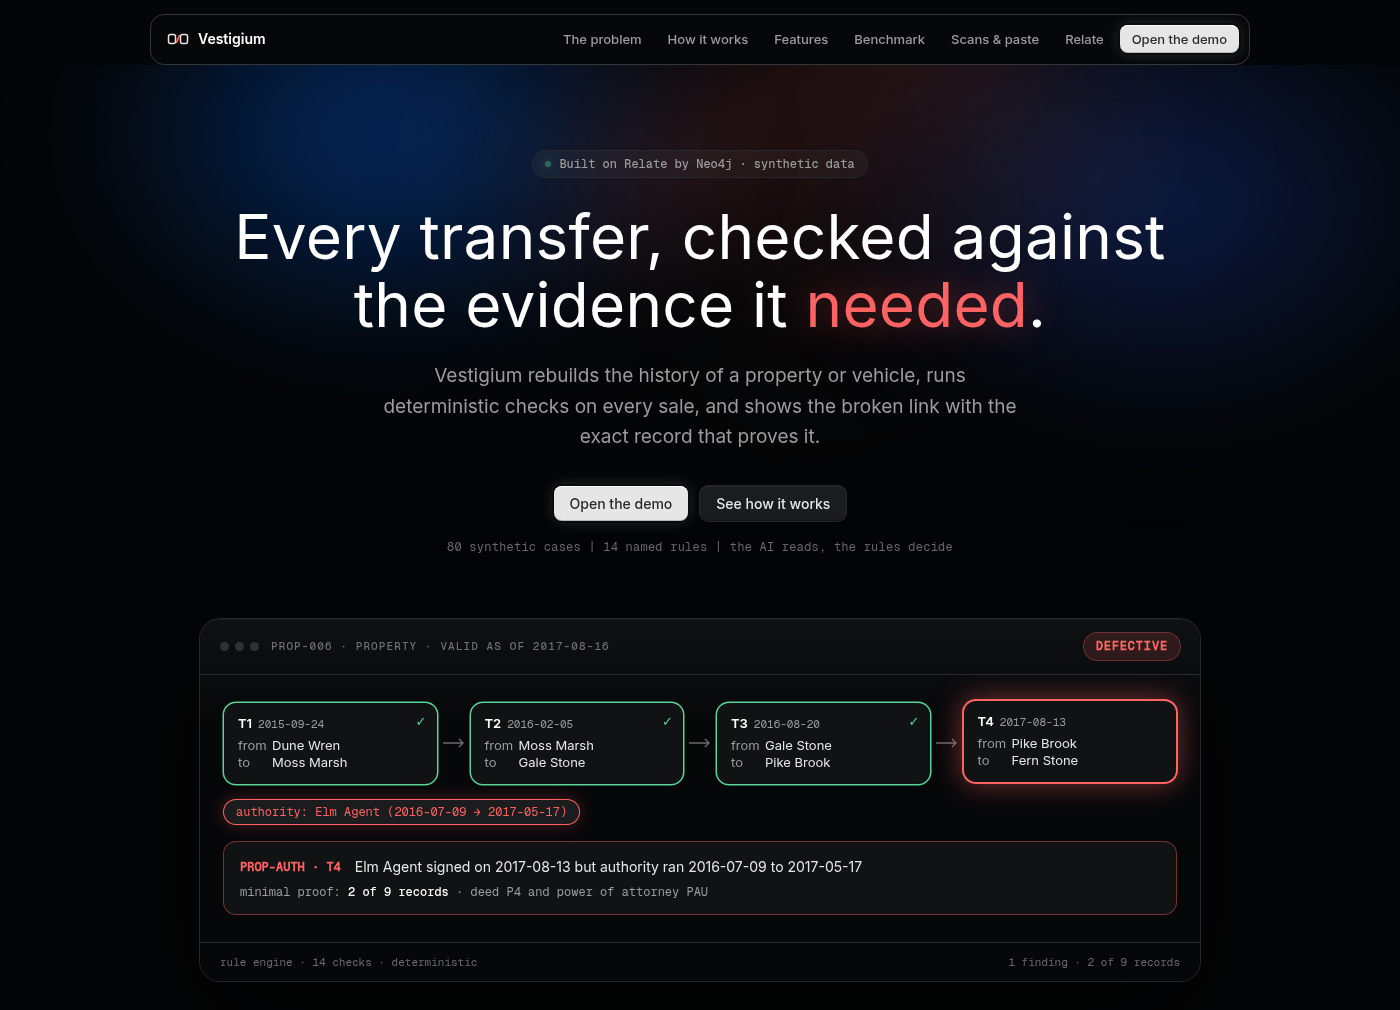 Vestigium
The problem How it works Features Benchmark Scans & paste Relate Open the demo
Built on Relate by Neo4j · synthetic data
Every transfer, checked against
the evidence it needed.
Vestigium rebuilds the history of a property or vehicle, runs
deterministic checks on every sale, and shows the broken link with the
exact record that proves it.
Open the demo See how it works
80 synthetic cases | 14 named rules | the AI reads, the rules decide
PROP-006 · PROPERTY · VALID AS OF 2017-08-16 DEFECTIVE
T1 2015-09-24 ✓
from Dune Wren
to Moss Marsh
T2 2016-02-05 ✓
from Moss Marsh
to Gale Stone
T3 2016-08-20 ✓
from Gale Stone
to Pike Brook
T4 2017-08-13
from Pike Brook
to Fern Stone
authority: Elm Agent (2016-07-09 → 2017-05-17)
PROP-AUTH · T4 Elm Agent signed on 2017-08-13 but authority ran 2016-07-09 to 2017-05-17
minimal proof: 2 of 9 records · deed P4 and power of attorney PAU
rule engine · 14 checks · deterministic 1 finding · 2 of 9 records